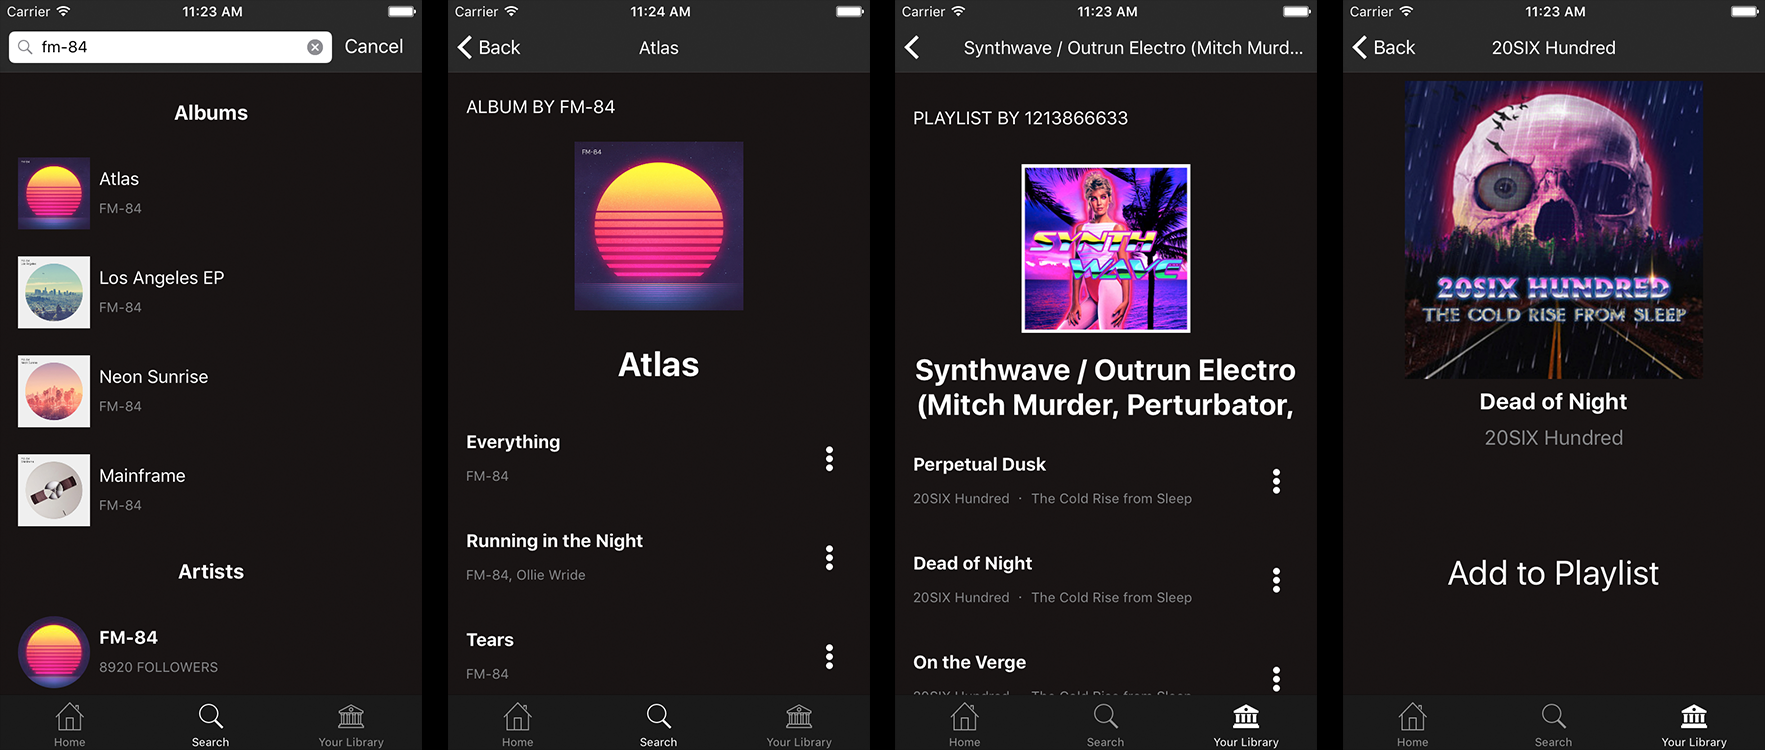 Carrier 11:23 AM
fm-84 Cancel
Albums
Atlas
FM-84
Los Angeles EP
FM-84
Neon Sunrise
FM-84
Mainframe
FM-84
Artists
FM-84
8920 FOLLOWERS
Home Search Your Library
Carrier 11:24 AM
Back Atlas
ALBUM BY FM-84
FM-84
Atlas
Everything
FM-84
Running in the Night
FM-84, Ollie Wride
Tears
FM-84
Home Search Your Library
Carrier 11:23 AM
Synthwave / Outrun Electro (Mitch Murd...
PLAYLIST BY 1213866633
SYNTH
WAVE
Synthwave / Outrun Electro
(Mitch Murder, Perturbator,
Perpetual Dusk
20SIX Hundred · The Cold Rise from Sleep
Dead of Night
20SIX Hundred · The Cold Rise from Sleep
On the Verge
20SIX Hundred · The Cold Rise from Sleep
Home Search Your Library
Carrier 11:23 AM
Back 20SIX Hundred
20SIX HUNDRED
THE COLD RISE FROM SLEEP
Dead of Night
20SIX Hundred
Add to Playlist
Home Search Your Library